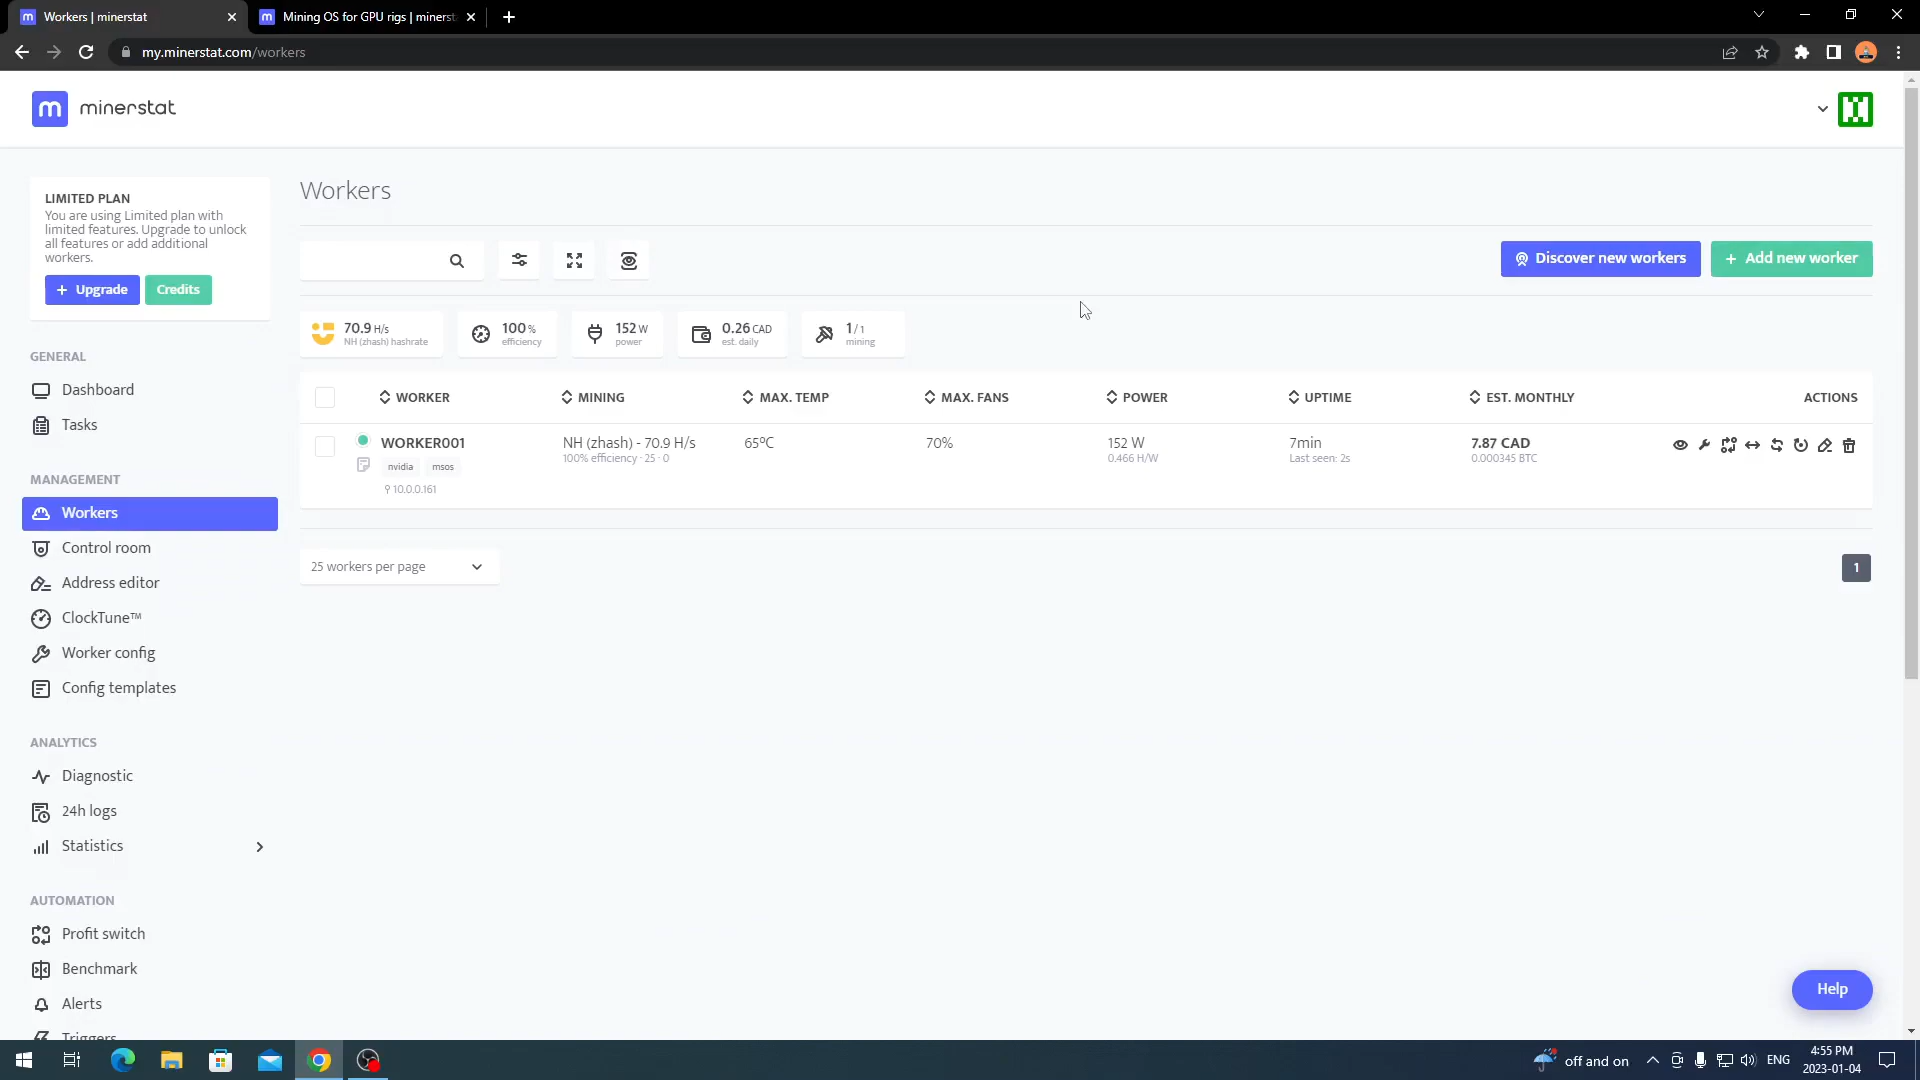 Workers | minerstat
Mining OS for GPU rigs | minerst
my.minerstat.com/workers
m minerstat
LIMITED PLAN
You are using Limited plan with
limited features. Upgrade to unlock
all features or add additional
workers.
+ Upgrade
Credits
GENERAL
Dashboard
Tasks
MANAGEMENT
Workers
Control room
Address editor
ClockTune™
Worker config
Config templates
ANALYTICS
Diagnostic
24h logs
Statistics
AUTOMATION
Profit switch
Benchmark
Alerts
Triggers
Workers
Discover new workers
+ Add new worker
70.9 H/s
NH (zhash) hashrate
100 %
efficiency
152 W
power
0.26 CAD
est. daily
1 / 1
mining
WORKER MINING MAX. TEMP MAX. FANS POWER UPTIME EST. MONTHLY ACTIONS
WORKER001 NH (zhash) - 70.9 H/s 65ºC 70% 152 W 7min 7.87 CAD
100% efficiency · 25 · 0 0.466 H/W Last seen: 2s 0.000345 BTC
nvidia msos
10.0.0.161
25 workers per page
1
Help
off and on
ENG
4:55 PM
2023-01-04